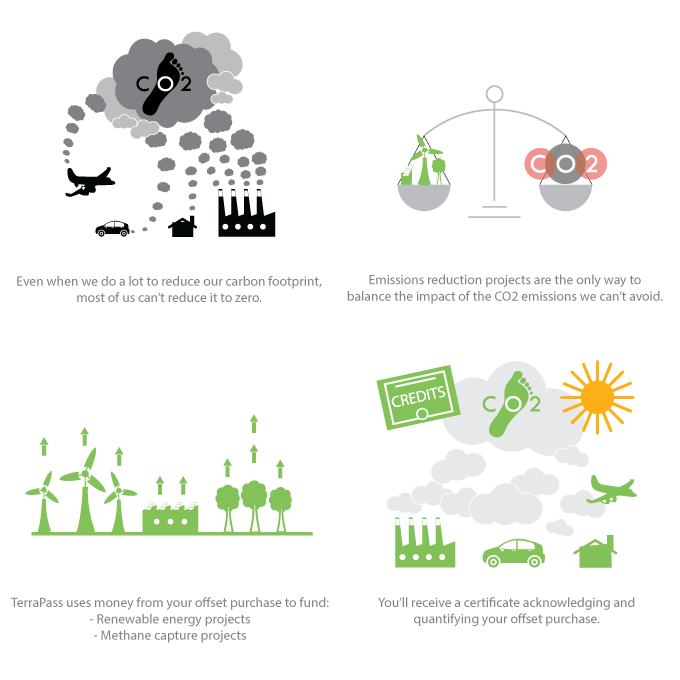 CO2
Even when we do a lot to reduce our carbon footprint,
most of us can't reduce it to zero.
CO2
Emissions reduction projects are the only way to
balance the impact of the CO2 emissions we can't avoid.
TerraPass uses money from your offset purchase to fund:
- Renewable energy projects
- Methane capture projects
CREDITS
CO2
You'll receive a certificate acknowledging and
quantifying your offset purchase.